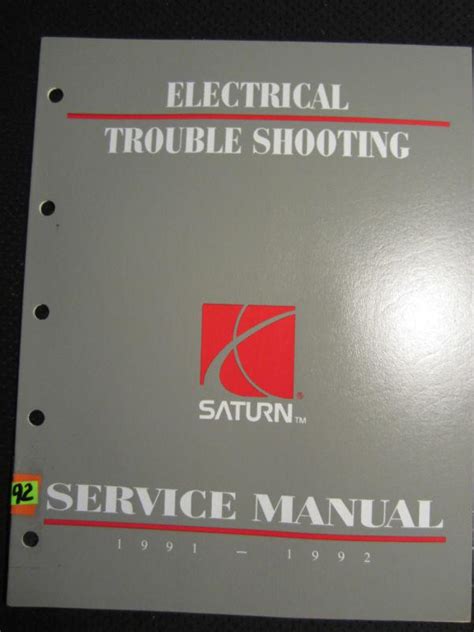 ELECTRICAL
TROUBLE SHOOTING
®
SATURN™
92
SERVICE MANUAL
1991 – 1992